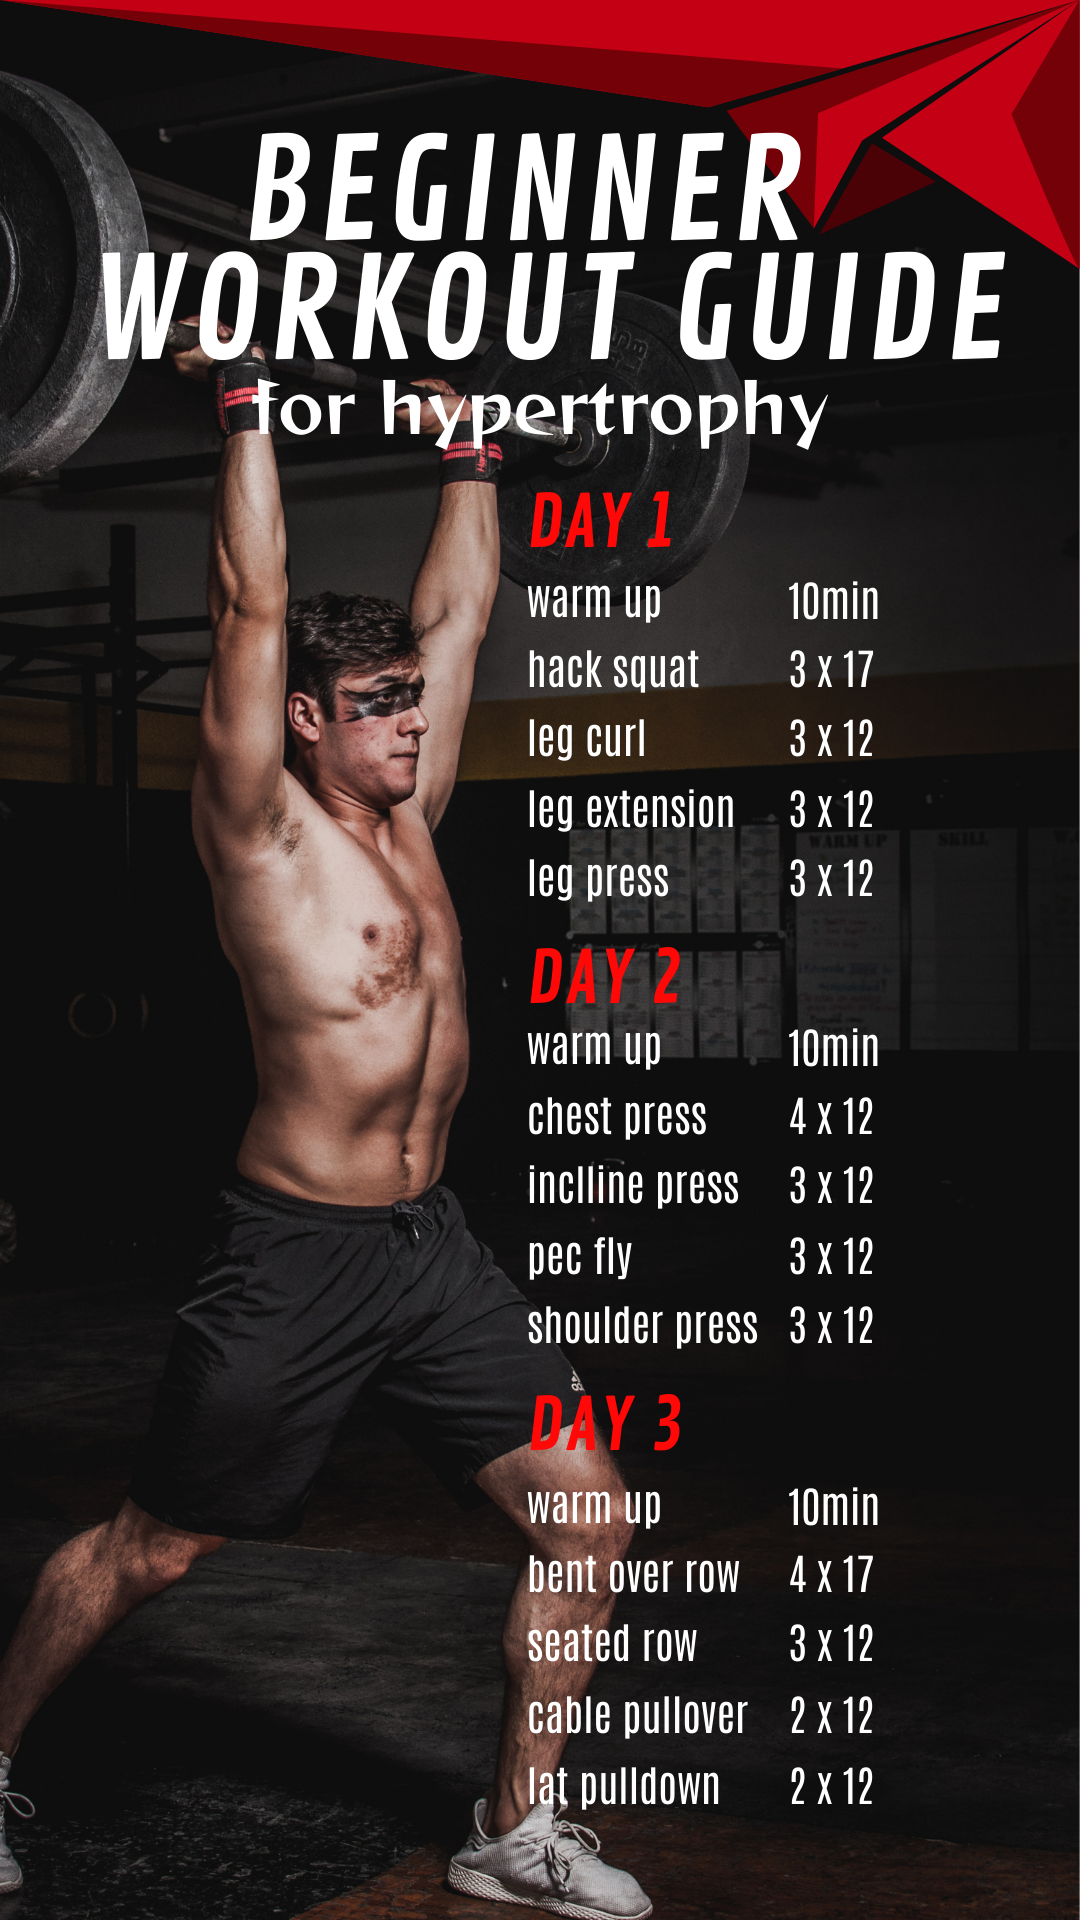 BEGINNER
WORKOUT GUIDE
for hypertrophy
DAY 1
warm up 10min
hack squat 3 x 17
leg curl 3 x 12
leg extension 3 x 12
leg press 3 x 12
WARM UP SKILL
DAY 2
warm up 10min
chest press 4 x 12
inclline press 3 x 12
pec fly 3 x 12
shoulder press 3 x 12
DAY 3
warm up 10min
bent over row 4 x 17
seated row 3 x 12
cable pullover 2 x 12
lat pulldown 2 x 12